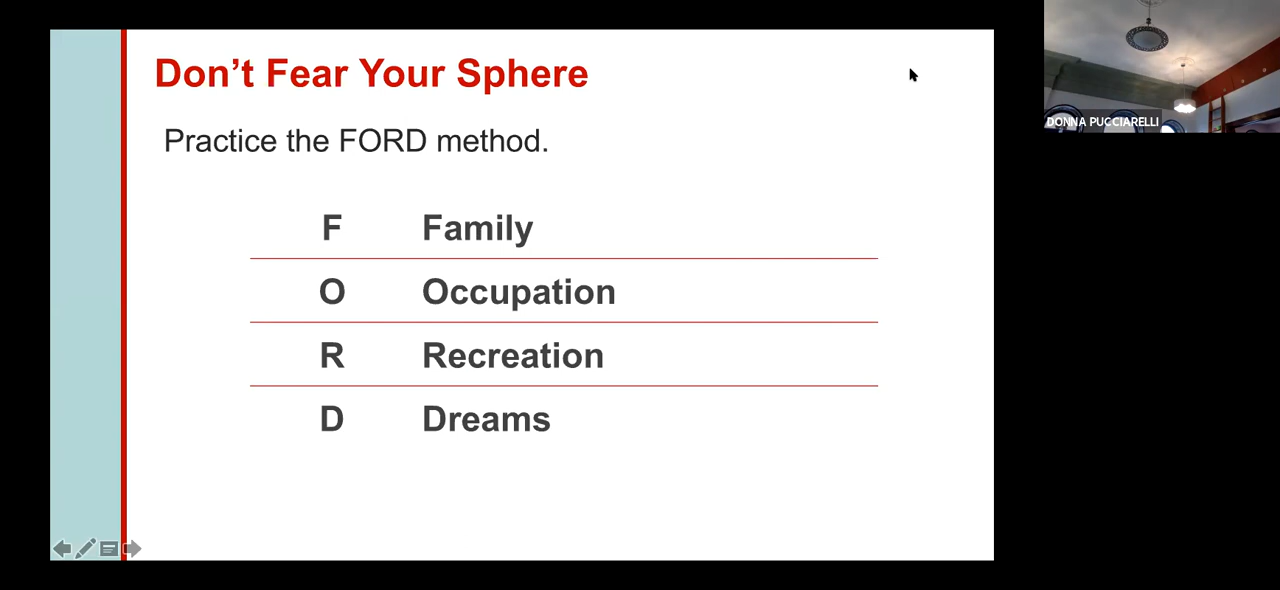 Don’t Fear Your Sphere
Practice the FORD method.
F Family
O Occupation
R Recreation
D Dreams
DONNA PUCCIARELLI